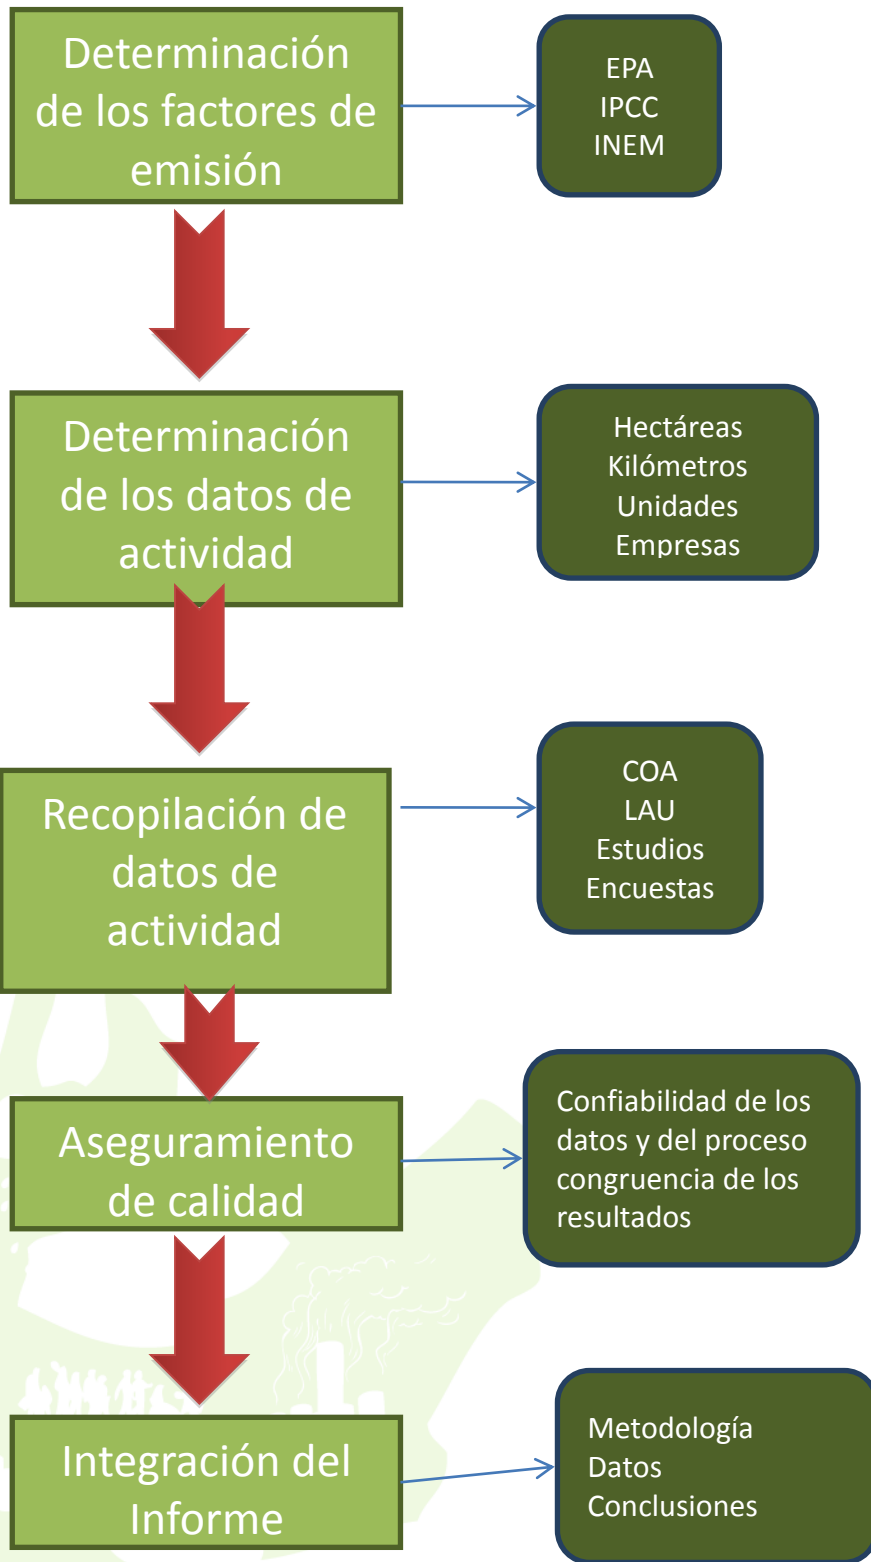 Determinación
de los factores de
emisión
EPA
IPCC
INEM
Determinación
de los datos de
actividad
Hectáreas
Kilómetros
Unidades
Empresas
Recopilación de
datos de
actividad
COA
LAU
Estudios
Encuestas
Aseguramiento
de calidad
Confiabilidad de los
datos y del proceso
congruencia de los
resultados
Integración del
Informe
Metodología
Datos
Conclusiones